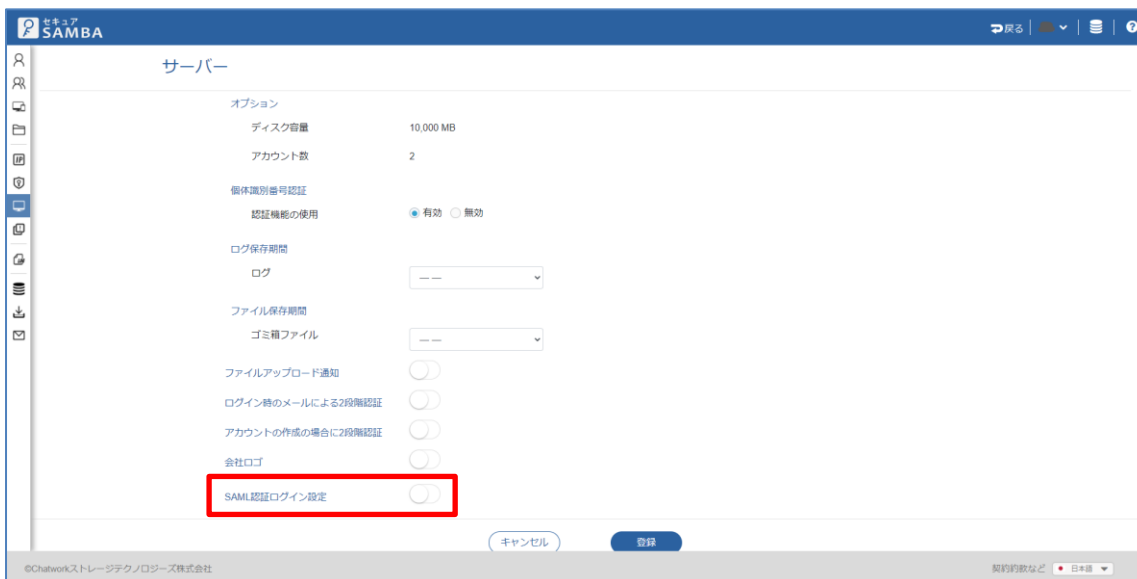 セキュア
SAMBA
戻る
サーバー
オプション
ディスク容量 10,000 MB
アカウント数 2
個体識別番号認証
認証機能の使用 有効 無効
ログ保存期間
ログ — —
ファイル保存期間
ゴミ箱ファイル — —
ファイルアップロード通知
ログイン時のメールによる2段階認証
アカウントの作成の場合に2段階認証
会社ロゴ
SAML認証ログイン設定
キャンセル 登録
©Chatworkストレージテクノロジーズ株式会社 契約約款など 日本語